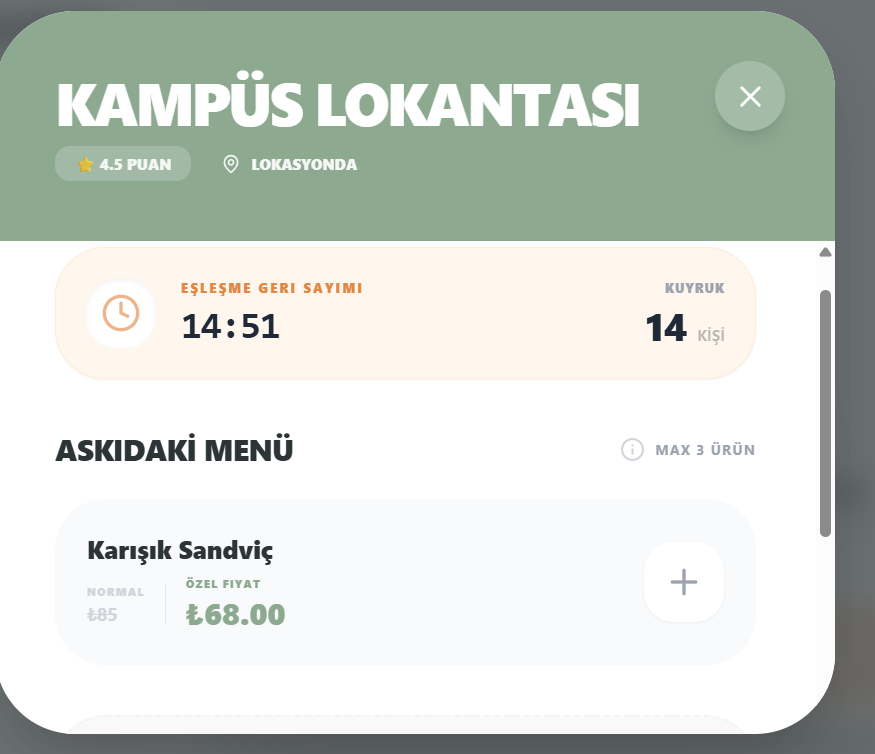 KAMPÜS LOKANTASI
⭐ 4.5 PUAN LOKASYONDA
EŞLEŞME GERİ SAYIMI
14:51
KUYRUK
14 KİŞİ
ASKIDAKİ MENÜ
MAX 3 ÜRÜN
Karışık Sandviç
NORMAL
₺85
ÖZEL FIYAT
₺68.00